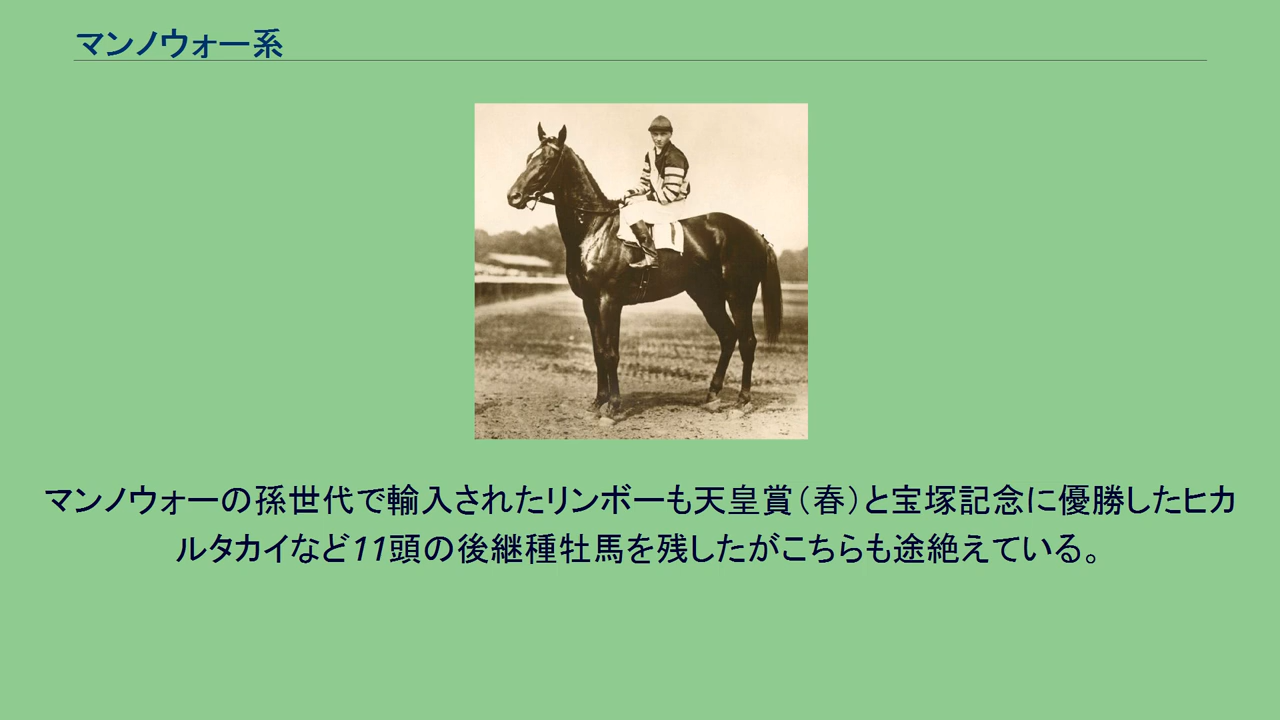 マンノウォー系
マンノウォーの孫世代で輸入されたリンボーも天皇賞（春）と宝塚記念に優勝したヒカ
ルタカイなど11頭の後継種牡馬を残したがこちらも途絶えている。